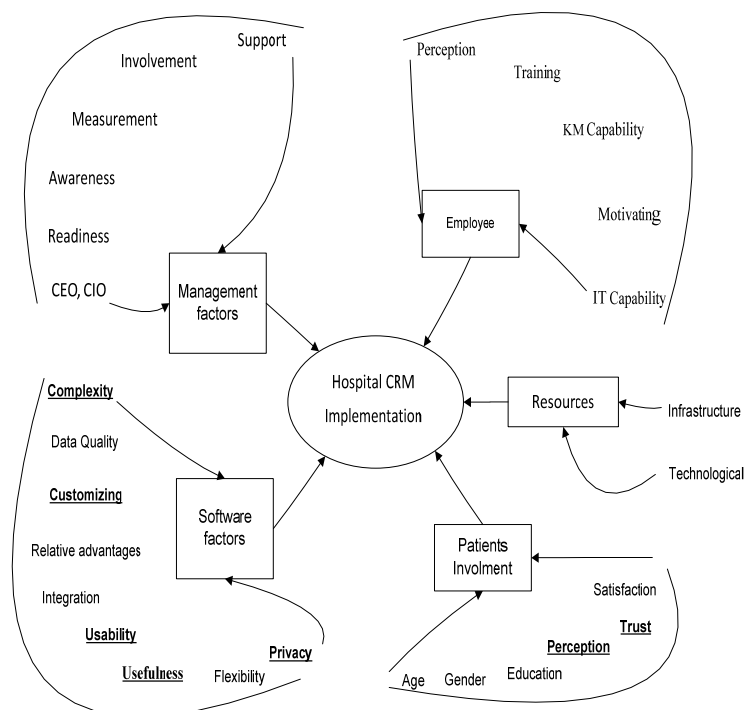 Support
Involvement
Measurement
Awareness
Readiness
CEO, CIO
Management
factors
Perception
Training
KM Capability
Motivating
IT Capability
Employee
Hospital CRM
Implementation
Resources
Infrastructure
Technological
Complexity
Data Quality
Customizing
Relative advantages
Integration
Usability
Usefulness
Flexibility
Privacy
Software
factors
Patients
Involment
Satisfaction
Trust
Perception
Education
Gender
Age